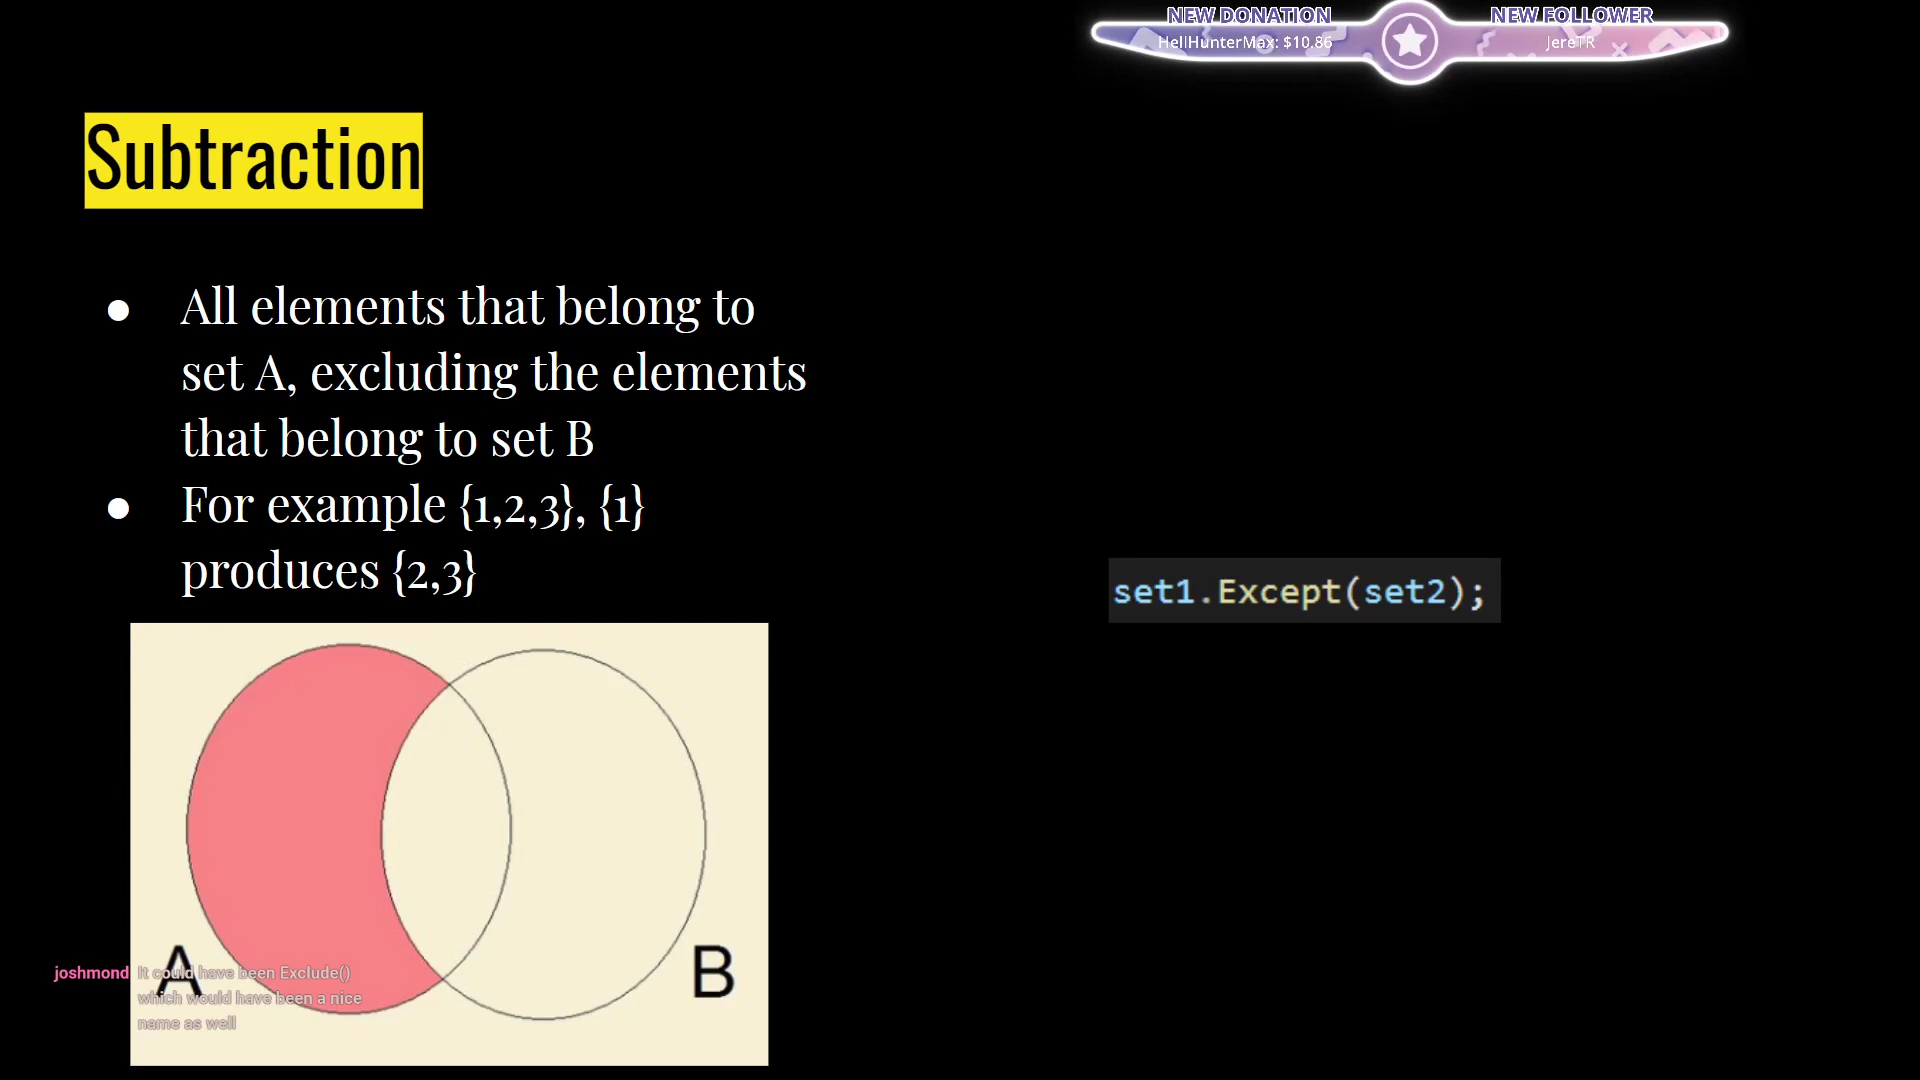 NEW DONATION
HellHunterMax: $10.86
NEW FOLLOWER
JereTR
Subtraction
● All elements that belong to
set A, excluding the elements
that belong to set B
● For example {1,2,3}, {1}
produces {2,3}
set1.Except(set2);
A
B
joshmond It could have been Exclude()
which would have been a nice
name as well